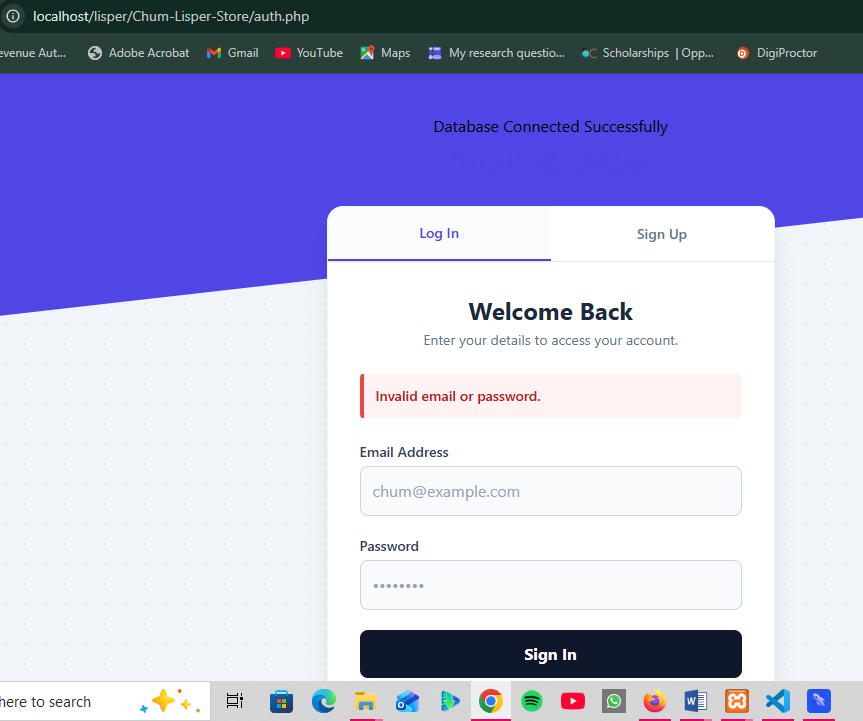 localhost/lisper/Chum-Lisper-Store/auth.php
evenue Aut... Adobe Acrobat Gmail YouTube Maps My research questio... Scholarships | Opp... DigiProctor
Database Connected Successfully
Log In Sign Up
Welcome Back
Enter your details to access your account.
Invalid email or password.
Email Address
chum@example.com
Password
••••••••
Sign In
here to search